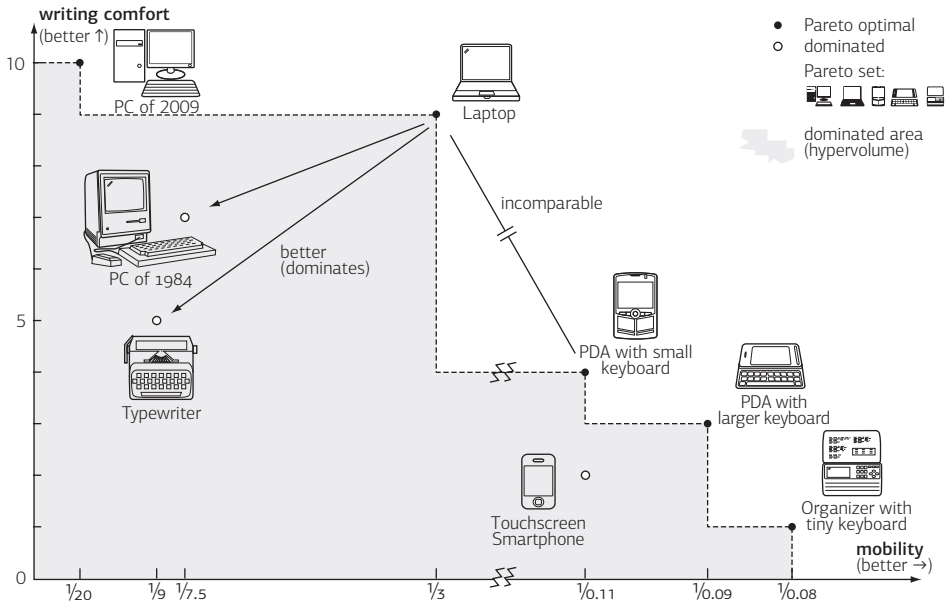 writing comfort
(better ↑)
Pareto optimal
dominated
Pareto set:
dominated area
(hypervolume)
10
PC of 2009
Laptop
incomparable
PC of 1984
better
(dominates)
5
PDA with small
keyboard
Typewriter
PDA with
larger keyboard
Touchscreen
Smartphone
Organizer with
tiny keyboard
mobility
(better →)
0
1/20
1/9
1/7.5
1/3
1/0.11
1/0.09
1/0.08